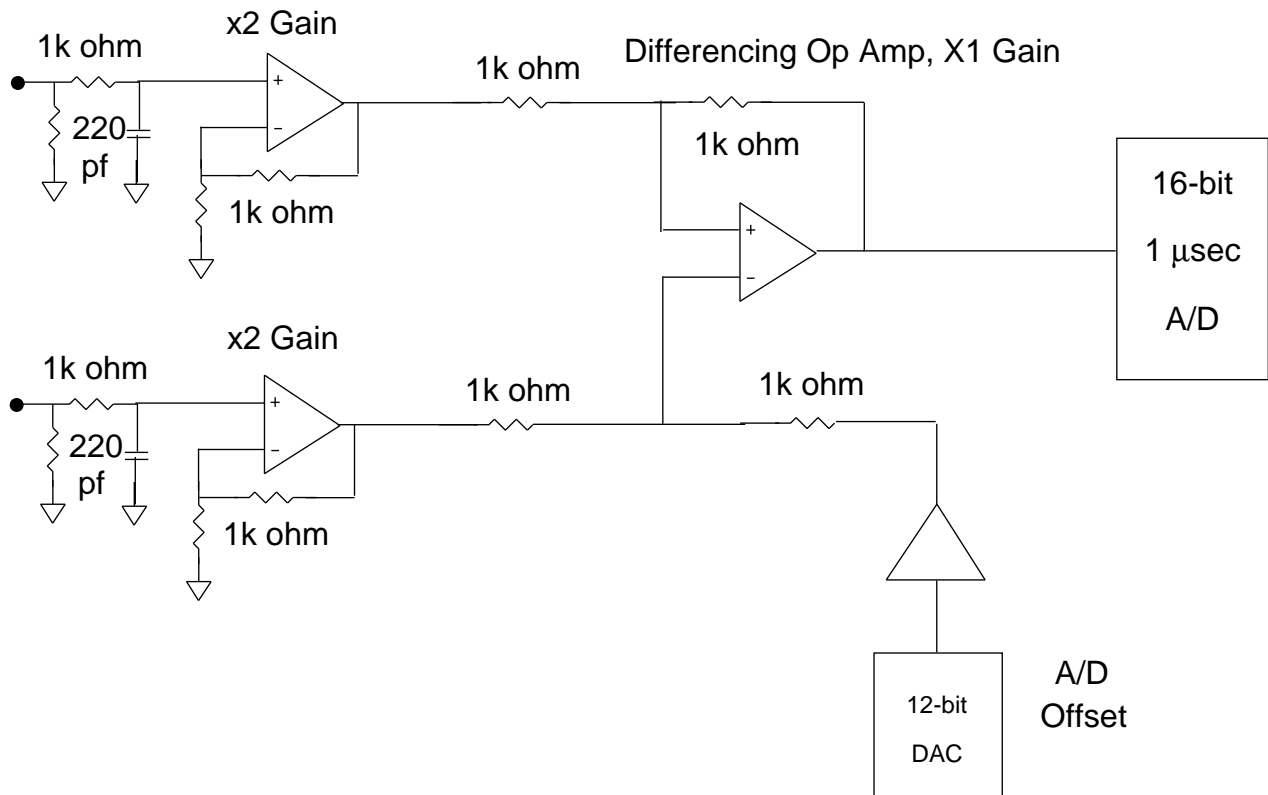 x2 Gain
1k ohm
Differencing Op Amp, X1 Gain
1k ohm
+
−
220
pf
1k ohm
1k ohm
+
−
16-bit
1 μsec
A/D
x2 Gain
1k ohm
1k ohm
1k ohm
+
−
220
pf
1k ohm
12-bit
DAC
A/D
Offset